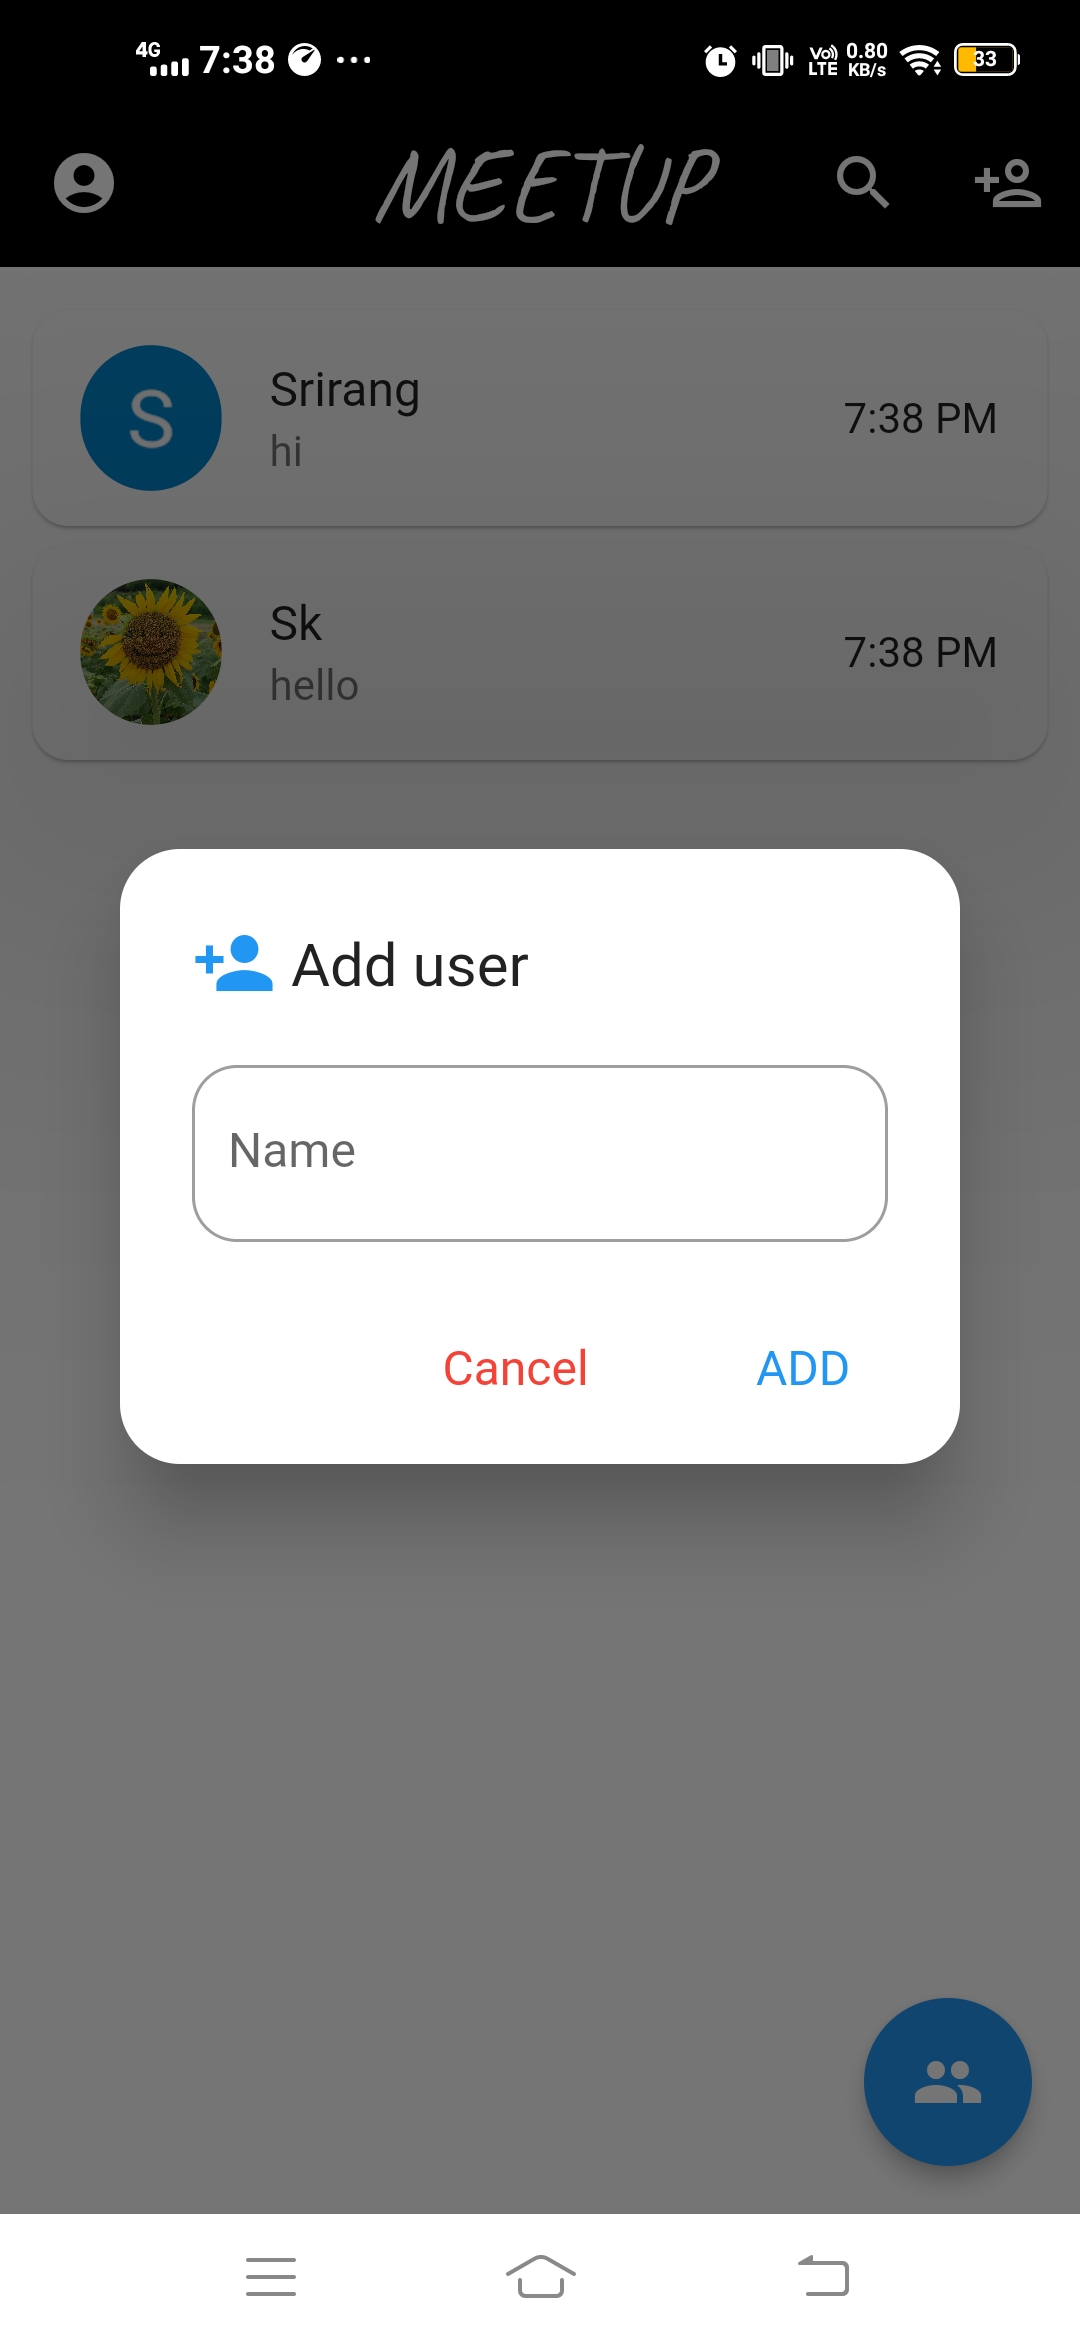 4G 7:38 ... Vo)) LTE 0.80 KB/s 33
MEETUP
S
Srirang
hi
7:38 PM
Sk
hello
7:38 PM
Add user
Name
Cancel ADD